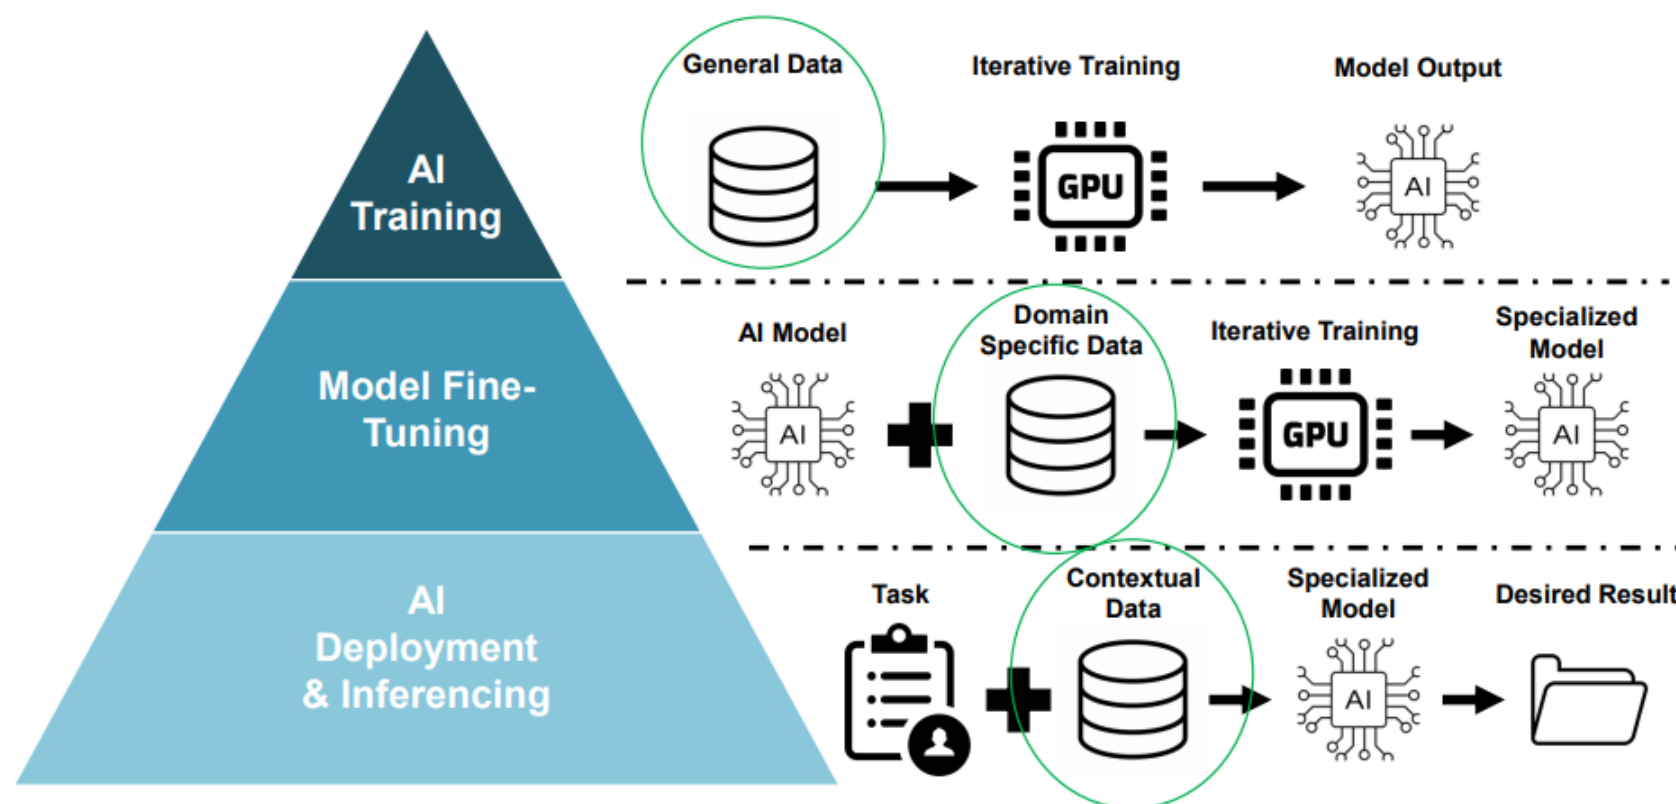 General Data
Iterative Training
Model Output
AI
Training
GPU
AI
AI Model
Domain
Specific Data
Iterative Training
Specialized
Model
Model Fine-
Tuning
AI
GPU
AI
Task
Contextual
Data
Specialized
Model
Desired Result
AI
Deployment
& Inferencing
AI